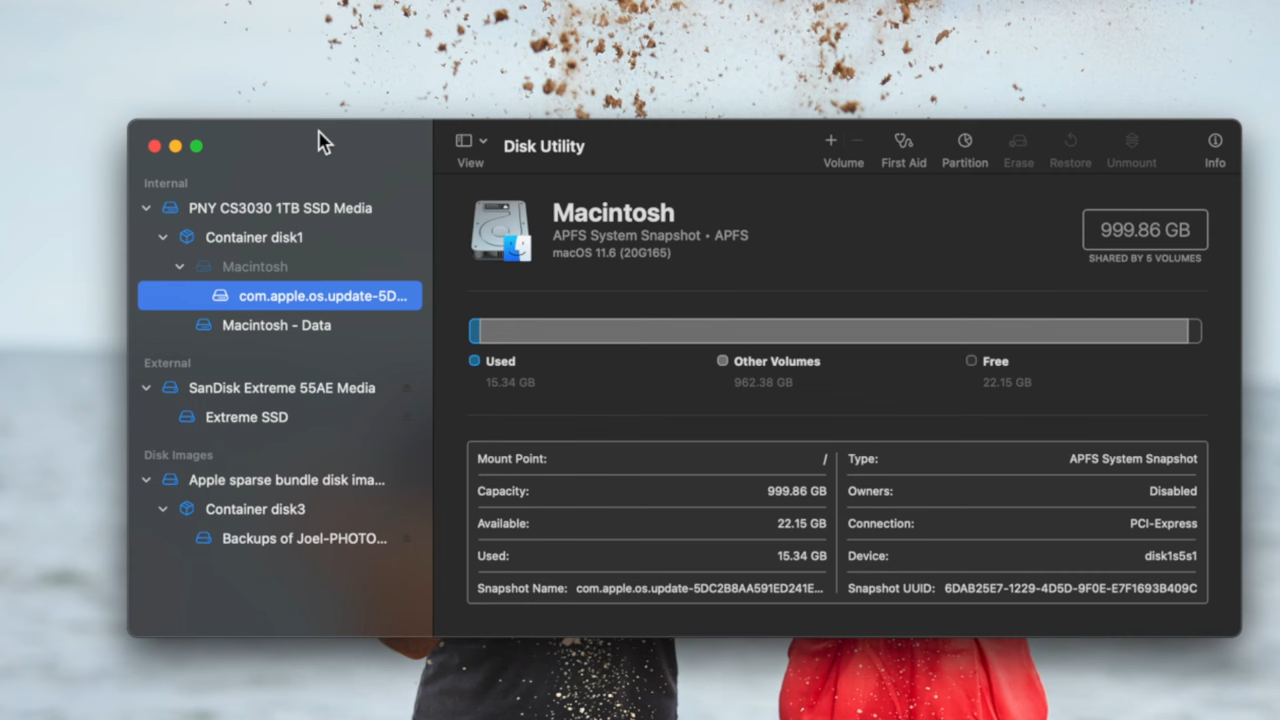 Disk Utility
View
Volume
First Aid
Partition
Erase
Restore
Unmount
Info
Internal
PNY CS3030 1TB SSD Media
Container disk1
Macintosh
com.apple.os.update-5D...
Macintosh - Data
External
SanDisk Extreme 55AE Media
Extreme SSD
Disk Images
Apple sparse bundle disk ima...
Container disk3
Backups of Joel-PHOTO...
Macintosh
APFS System Snapshot • APFS
macOS 11.6 (20G165)
999.86 GB
SHARED BY 5 VOLUMES
Used
15.34 GB
Other Volumes
962.38 GB
Free
22.15 GB
Mount Point: /
Capacity: 999.86 GB
Available: 22.15 GB
Used: 15.34 GB
Snapshot Name: com.apple.os.update-5DC2B8AA591ED241E...
Type: APFS System Snapshot
Owners: Disabled
Connection: PCI-Express
Device: disk1s5s1
Snapshot UUID: 6DAB25E7-1229-4D5D-9F0E-E7F1693B409C